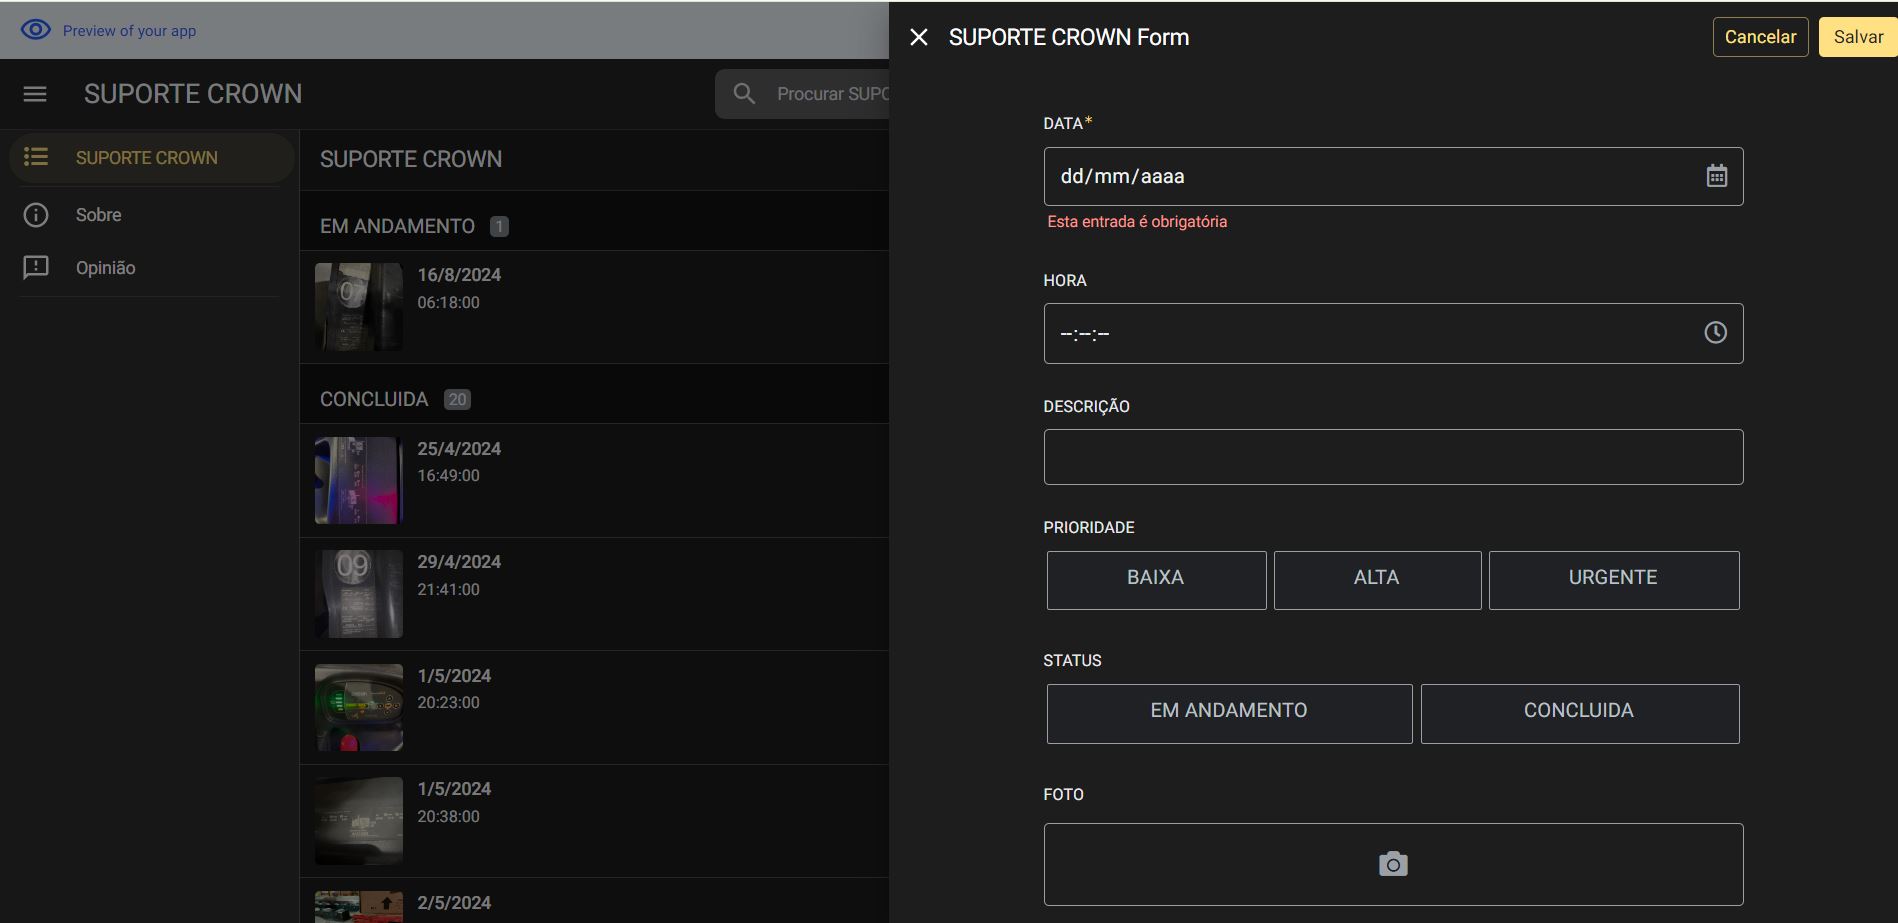 Preview of your app
SUPORTE CROWN
Procurar SUPO
SUPORTE CROWN
Sobre
Opinião
SUPORTE CROWN
EM ANDAMENTO 1
07
16/8/2024
06:18:00
CONCLUIDA 20
25/4/2024
16:49:00
09
29/4/2024
21:41:00
1/5/2024
20:23:00
1/5/2024
20:38:00
2/5/2024
SUPORTE CROWN Form
Cancelar
Salvar
DATA*
dd/mm/aaaa
Esta entrada é obrigatória
HORA
--:--:--
DESCRIÇÃO
PRIORIDADE
BAIXA
ALTA
URGENTE
STATUS
EM ANDAMENTO
CONCLUIDA
FOTO